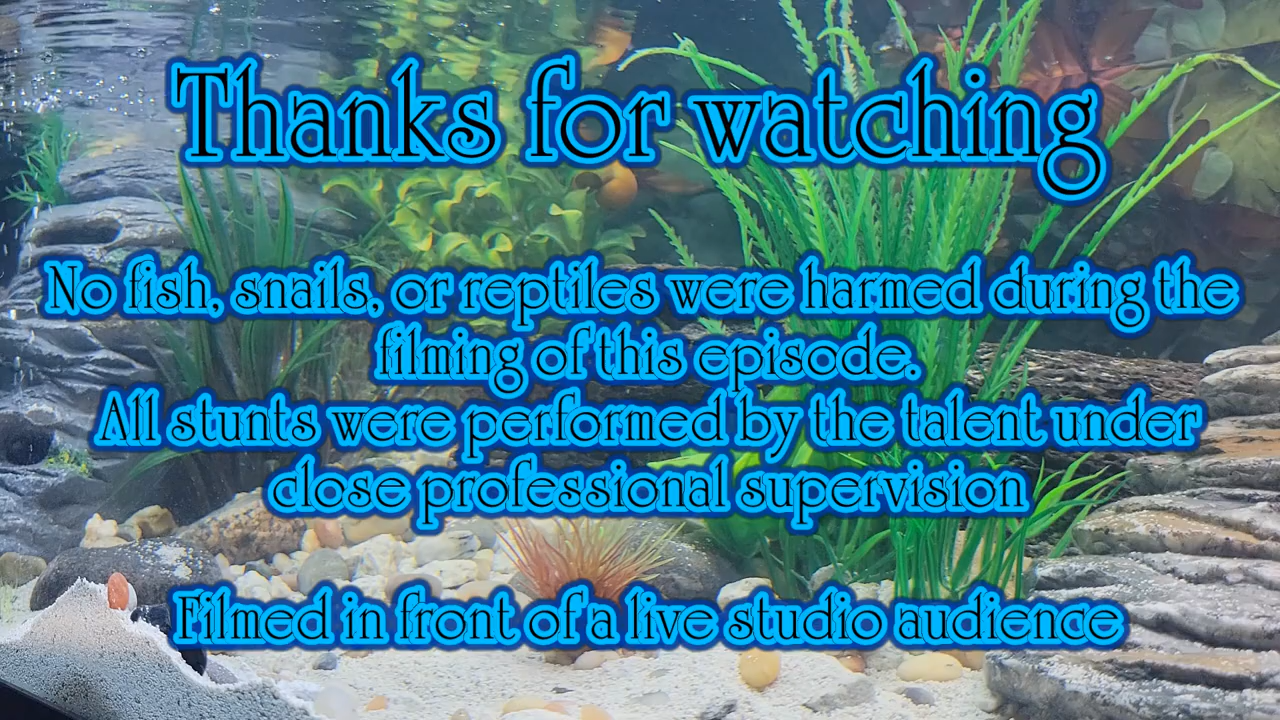 Thanks for watching
No fish, snails, or reptiles were harmed during the
filming of this episode.
All stunts were performed by the talent under
close professional supervision
Filmed in front of a live studio audience